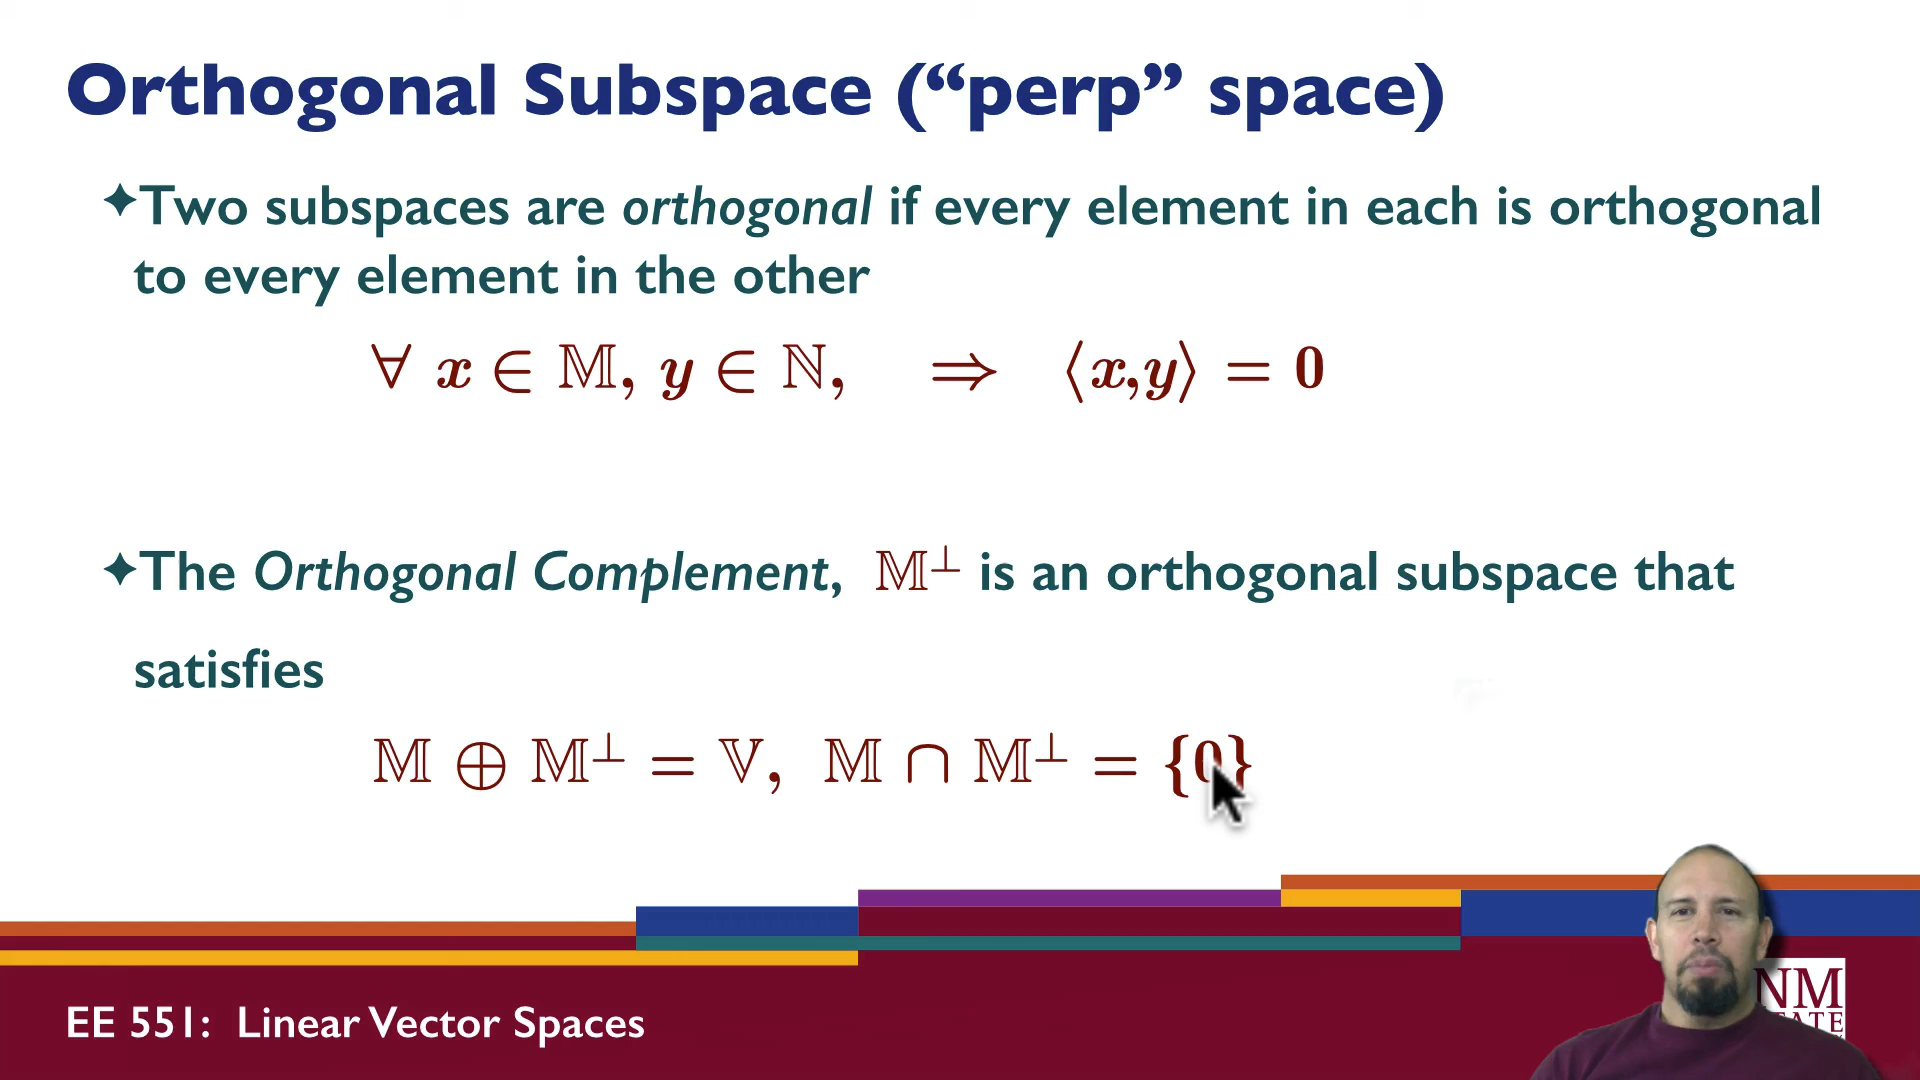 Orthogonal Subspace (“perp” space)
✦Two subspaces are orthogonal if every element in each is orthogonal
to every element in the other
∀ x ∈ 𝕄, y ∈ ℕ, ⇒ ⟨x,y⟩ = 0
✦The Orthogonal Complement, 𝕄⊥ is an orthogonal subspace that
satisfies
𝕄 ⊕ 𝕄⊥ = 𝕍, 𝕄 ∩ 𝕄⊥ = {0}
EE 551: Linear Vector Spaces
NM